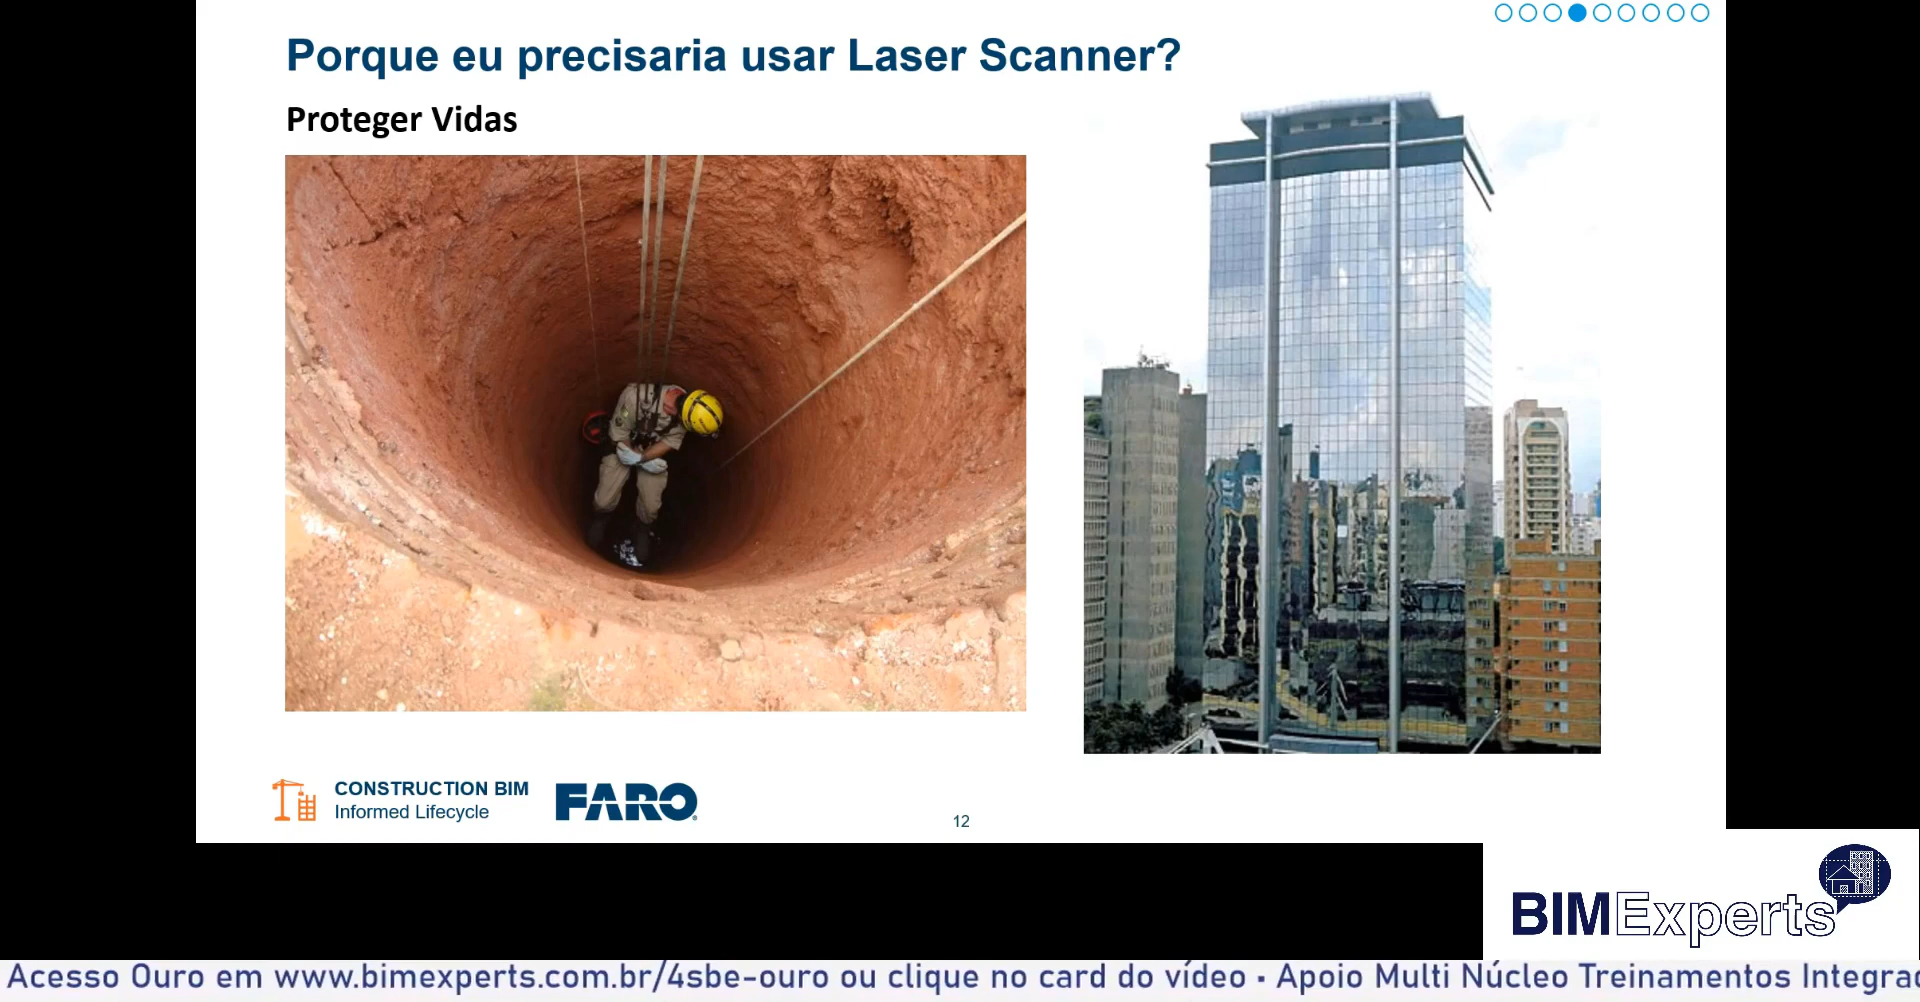 Porque eu precisaria usar Laser Scanner?
Proteger Vidas
CONSTRUCTION BIM
Informed Lifecycle
FARO
12
BIMExperts
Acesso Ouro em www.bimexperts.com.br/4sbe-ouro ou clique no card do vídeo · Apoio Multi Núcleo Treinamentos